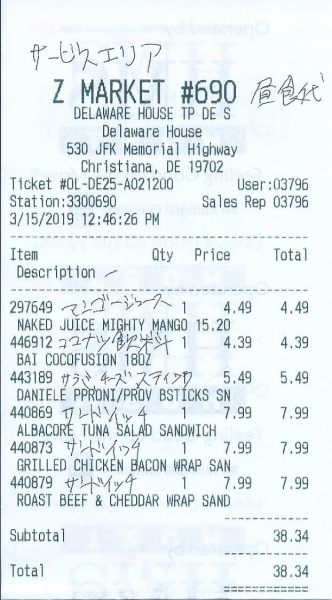 サービスエリア
Z MARKET #690 昼食代
DELAWARE HOUSE TP DE S
Delaware House
530 JFK Memorial Highway
Christiana, DE 19702
Ticket #OL-DE25-A021200 User:03796
Station:3300690 Sales Rep 03796
3/15/2019 12:46:26 PM
Item Qty Price Total
Description
297649 マンゴージュース 1 4.49 4.49
NAKED JUICE MIGHTY MANGO 15.20
446912 ココナッツ飲料 1 4.39 4.39
BAI COCOFUSION 18OZ
443189 サラミチーズスティック 1 5.49 5.49
DANIELE PPRONI/PROV BSTICKS SN
440869 サンドイッチ 1 7.99 7.99
ALBACORE TUNA SALAD SANDWICH
440873 サンドイッチ 1 7.99 7.99
GRILLED CHICKEN BACON WRAP SAN
440879 サンドイッチ 1 7.99 7.99
ROAST BEEF & CHEDDAR WRAP SAND
Subtotal 38.34
Total 38.34